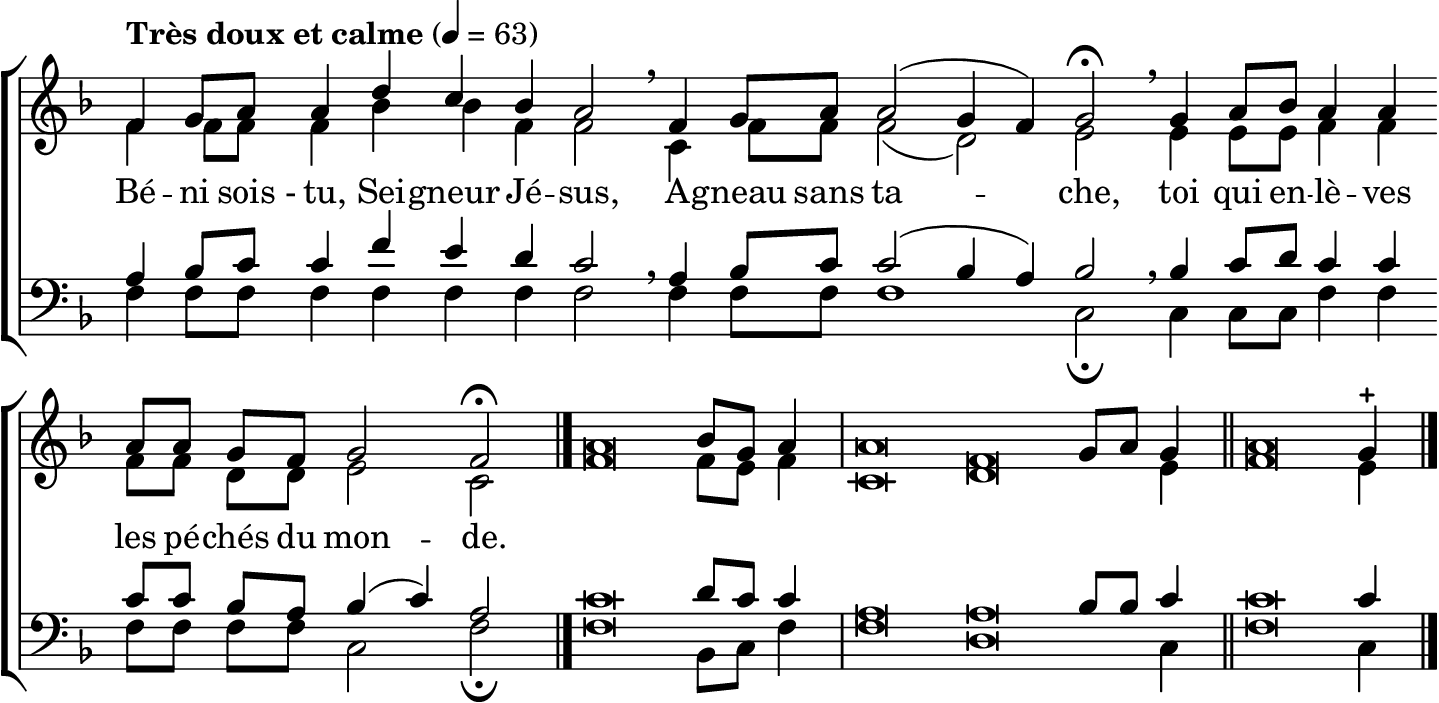 Très doux et calme (♩ = 63)
Bé -- ni sois - tu, Seigneur Jé -- sus, Agneau sans ta -- che, toi qui en -- lè -- ves
les péchés du mon -- de.